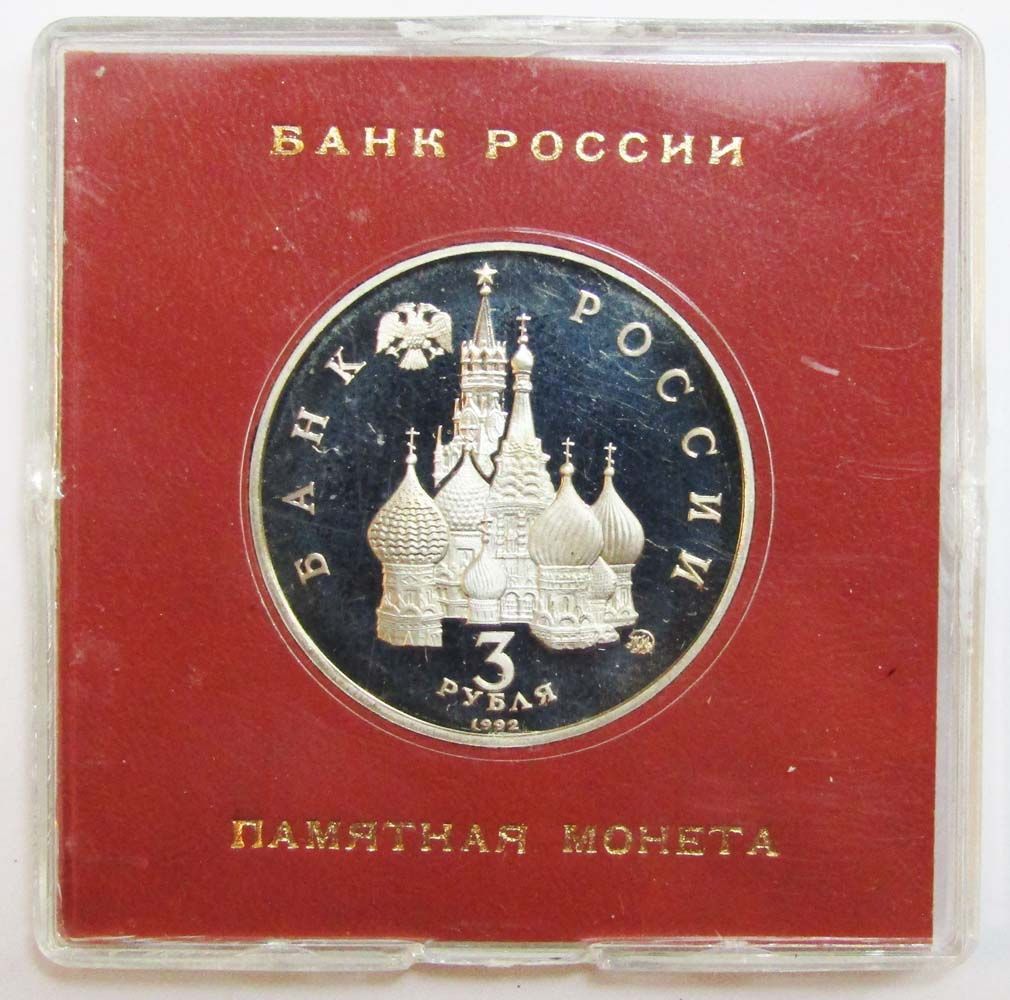 БАНК РОССИИ
БАНК РОССИИ
3
РУБЛЯ
1992
ПАМЯТНАЯ МОНЕТА